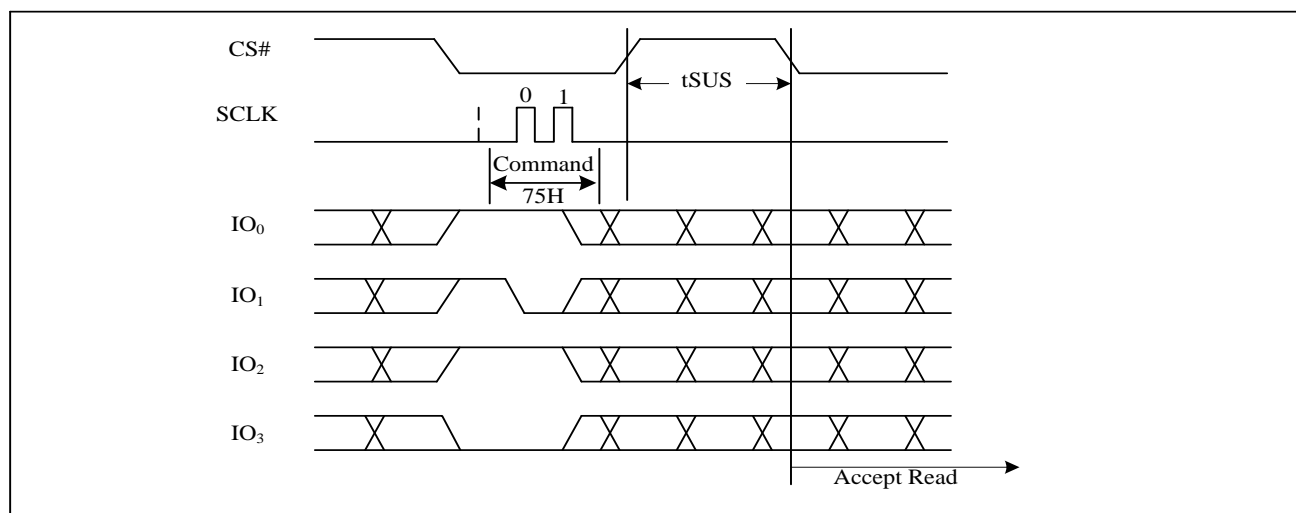 CS#
tSUS
SCLK
0 1
Command
75H
IO₀
IO₁
IO₂
IO₃
Accept Read